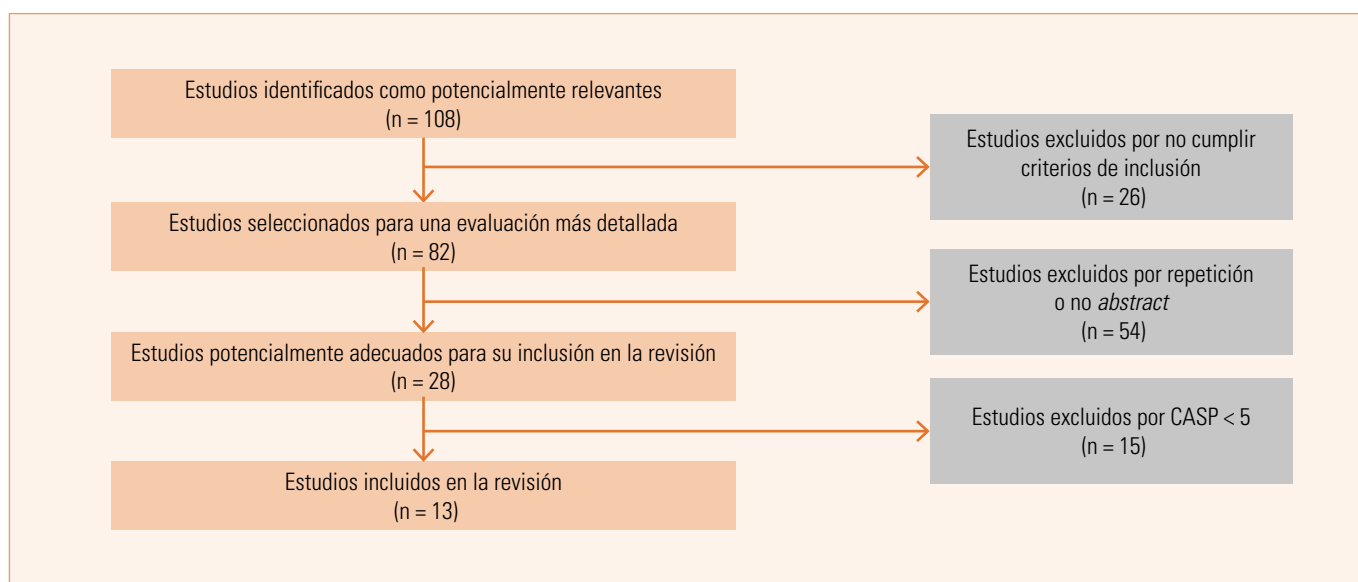 Estudios identificados como potencialmente relevantes
(n = 108)
Estudios excluidos por no cumplir
criterios de inclusión
(n = 26)
Estudios seleccionados para una evaluación más detallada
(n = 82)
Estudios excluidos por repetición
o no abstract
(n = 54)
Estudios potencialmente adecuados para su inclusión en la revisión
(n = 28)
Estudios excluidos por CASP < 5
(n = 15)
Estudios incluidos en la revisión
(n = 13)